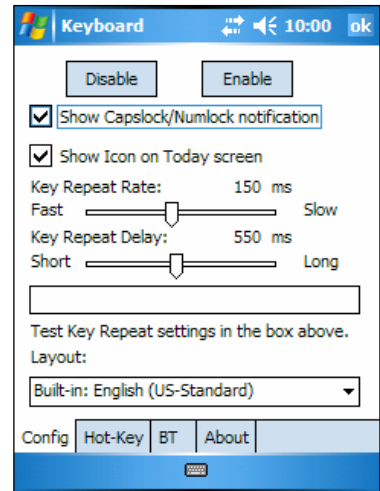 Keyboard 10:00 ok
Disable Enable
Show Capslock/Numlock notification
Show Icon on Today screen
Key Repeat Rate: 150 ms
Fast Slow
Key Repeat Delay: 550 ms
Short Long
Test Key Repeat settings in the box above.
Layout:
Built-in: English (US-Standard)
Config Hot-Key BT About